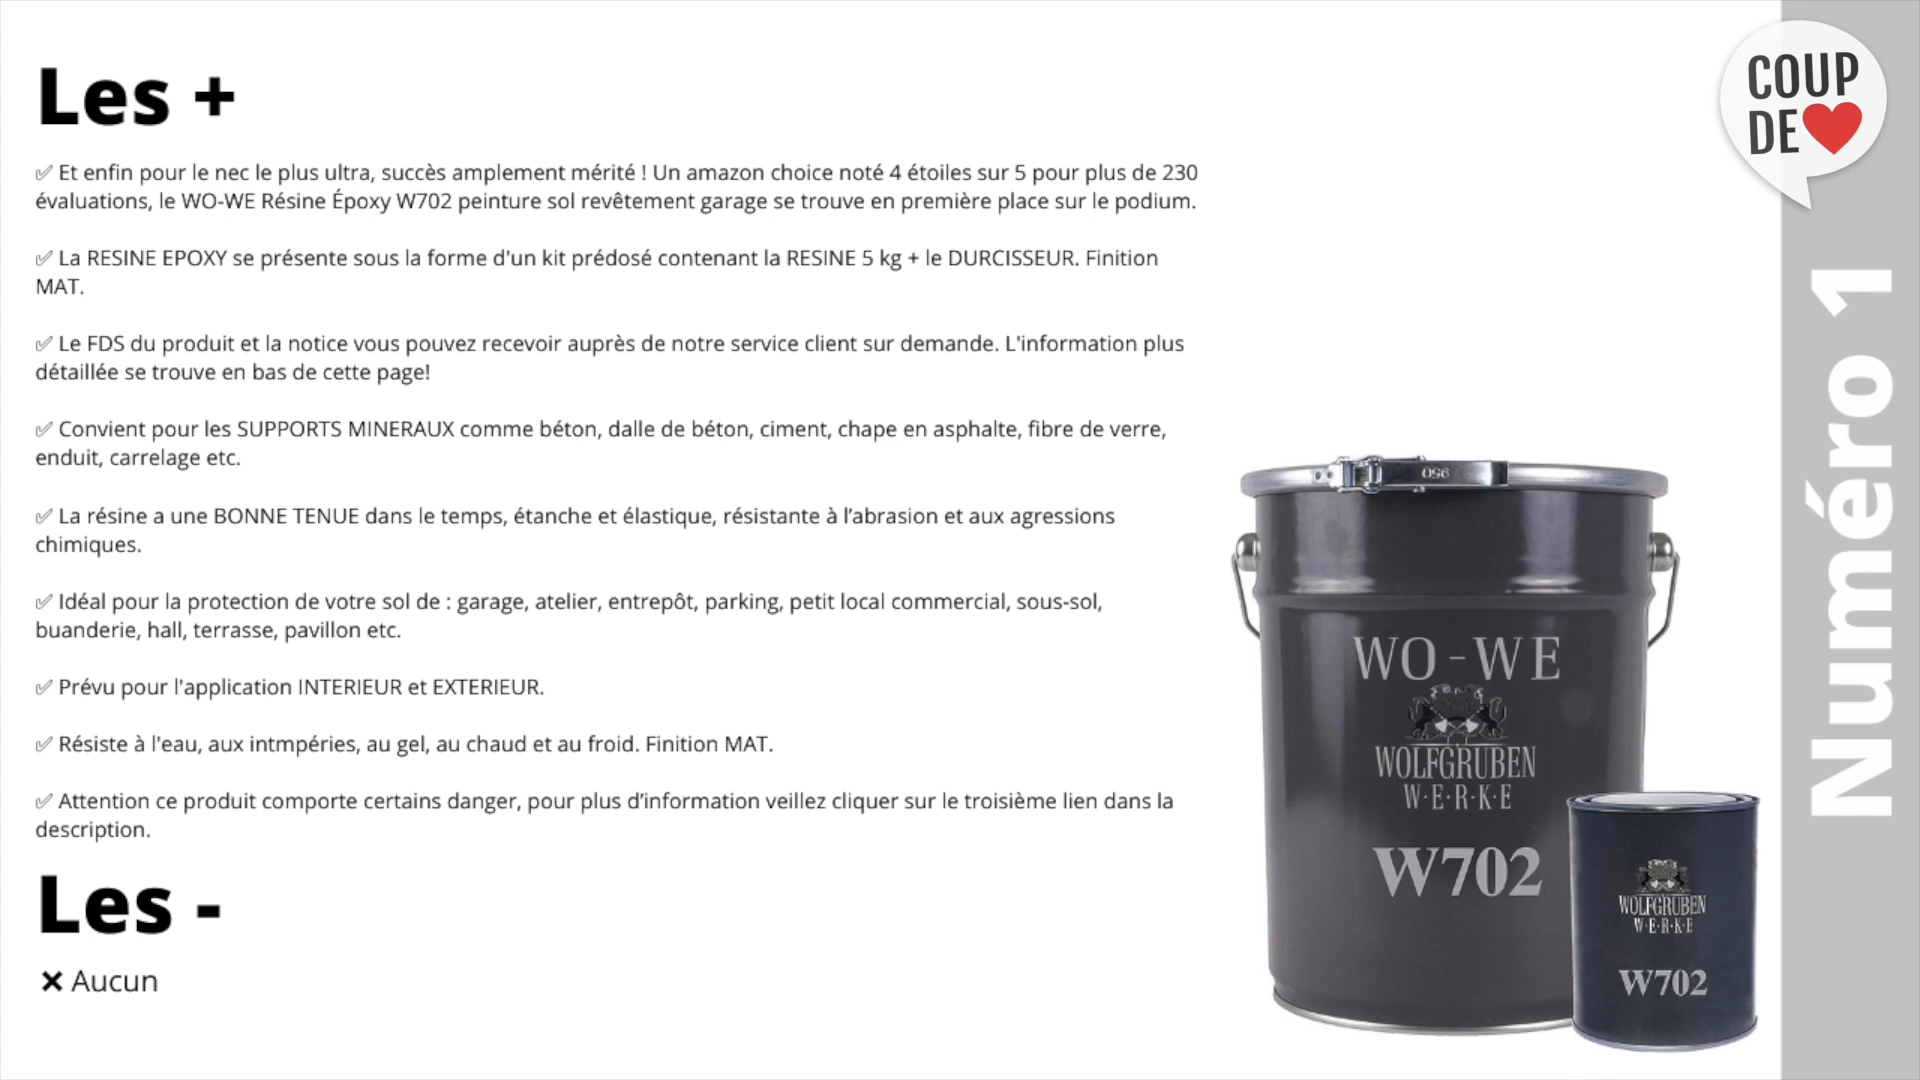 Les +
✅ Et enfin pour le nec le plus ultra, succès amplement mérité ! Un amazon choice noté 4 étoiles sur 5 pour plus de 230
évaluations, le WO-WE Résine Époxy W702 peinture sol revêtement garage se trouve en première place sur le podium.
✅ La RESINE EPOXY se présente sous la forme d'un kit prédosé contenant la RESINE 5 kg + le DURCISSEUR. Finition
MAT.
✅ Le FDS du produit et la notice vous pouvez recevoir auprès de notre service client sur demande. L'information plus
détaillée se trouve en bas de cette page!
✅ Convient pour les SUPPORTS MINERAUX comme béton, dalle de béton, ciment, chape en asphalte, fibre de verre,
enduit, carrelage etc.
✅ La résine a une BONNE TENUE dans le temps, étanche et élastique, résistante à l’abrasion et aux agressions
chimiques.
✅ Idéal pour la protection de votre sol de : garage, atelier, entrepôt, parking, petit local commercial, sous-sol,
buanderie, hall, terrasse, pavillon etc.
✅ Prévu pour l'application INTERIEUR et EXTERIEUR.
✅ Résiste à l'eau, aux intmpéries, au gel, au chaud et au froid. Finition MAT.
✅ Attention ce produit comporte certains danger, pour plus d’information veillez cliquer sur le troisième lien dans la
description.
Les -
❌ Aucun
COUP
DE
Numéro 1
056
WO-WE
WOLFGRUBEN
W·E·R·K·E
W702
WOLFGRUBEN
W·E·R·K·E
W702